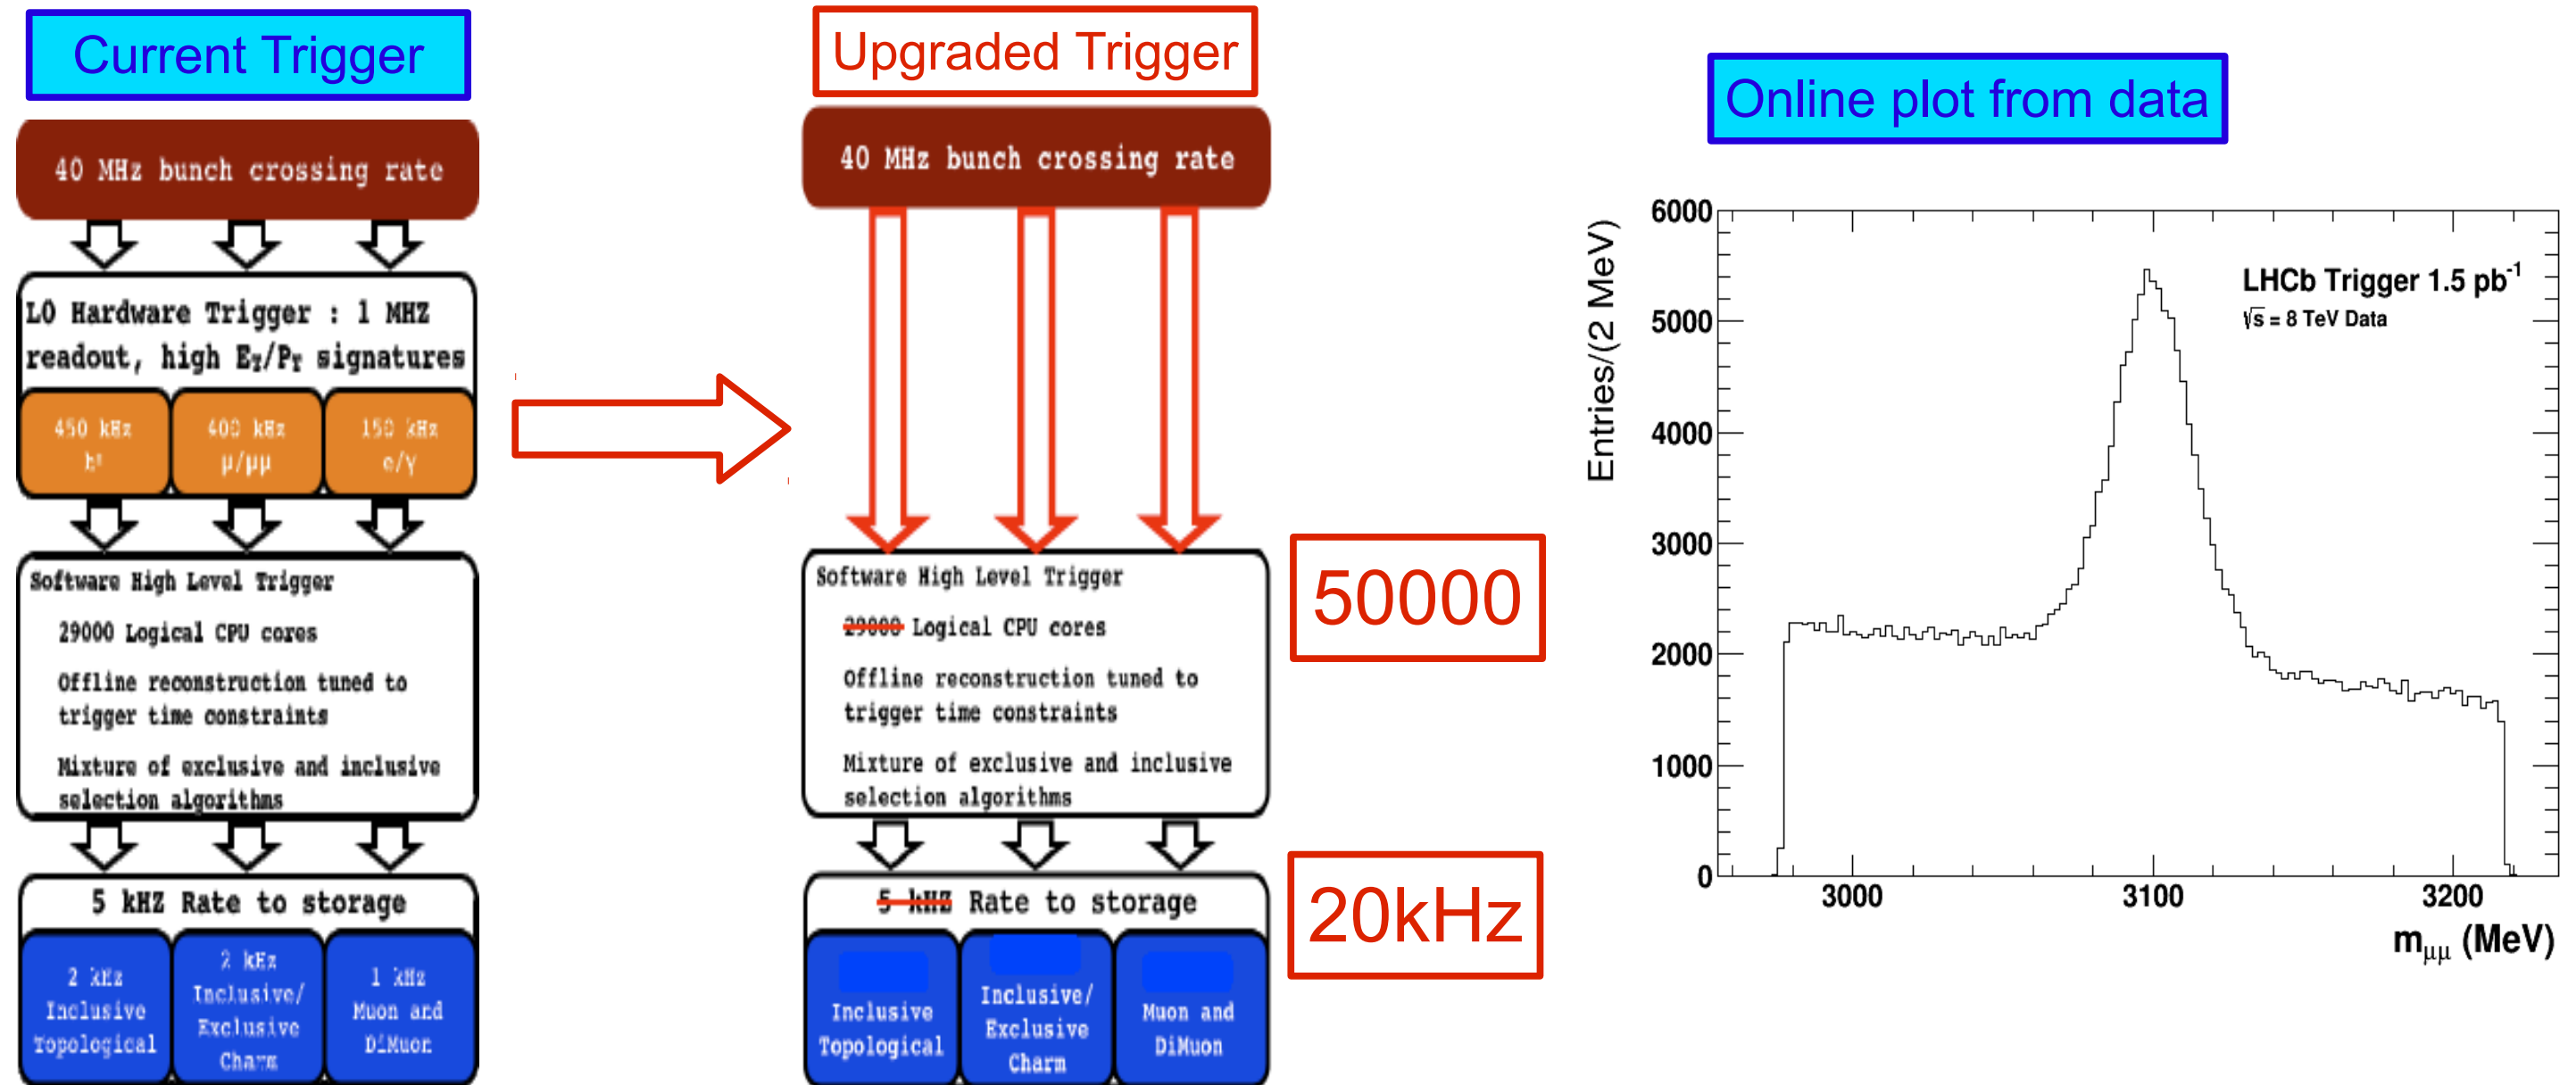 Current Trigger
40 MHz bunch crossing rate
L0 Hardware Trigger : 1 MHZ
readout, high E_T/P_T signatures
450 kHz
h±
400 kHz
μ/μμ
150 kHz
e/γ
Software High Level Trigger
29000 Logical CPU cores
Offline reconstruction tuned to
trigger time constraints
Mixture of exclusive and inclusive
selection algorithms
5 kHZ Rate to storage
2 kHz
Inclusive
Topological
2 kHz
Inclusive/
Exclusive
Charm
1 kHz
Muon and
DiMuon
Upgraded Trigger
40 MHz bunch crossing rate
Software High Level Trigger
29000 Logical CPU cores
Offline reconstruction tuned to
trigger time constraints
Mixture of exclusive and inclusive
selection algorithms
5 kHZ Rate to storage
Inclusive
Topological
Inclusive/
Exclusive
Charm
Muon and
DiMuon
50000
20kHz
Online plot from data
Entries/(2 MeV)
6000
5000
4000
3000
2000
1000
0
LHCb Trigger 1.5 pb⁻¹
√s = 8 TeV Data
3000
3100
3200
m_μμ (MeV)